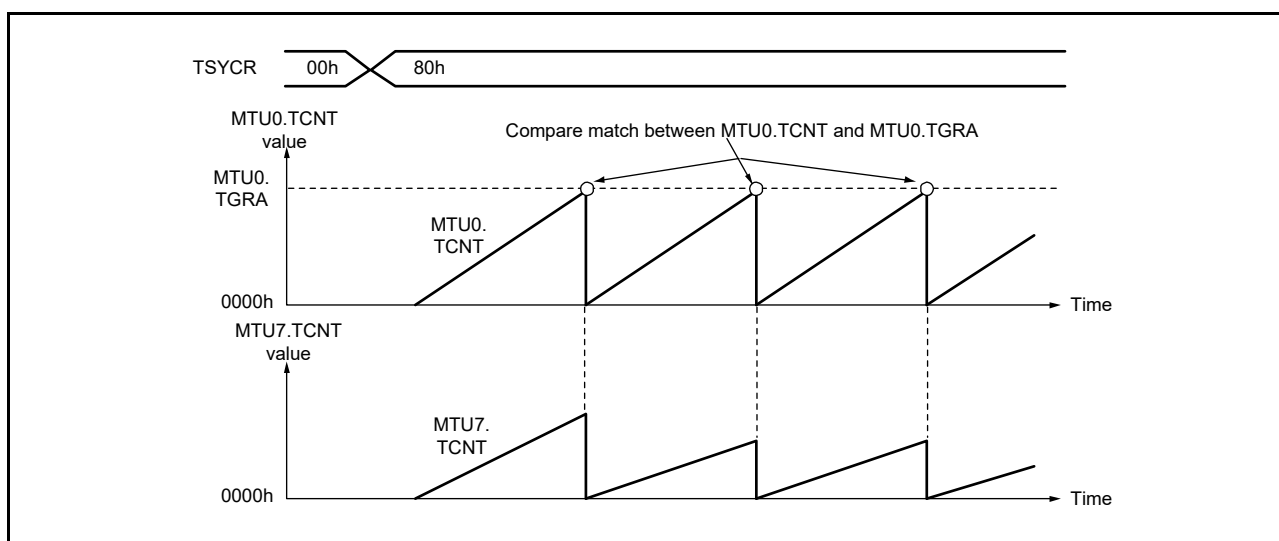 TSYCR 00h 80h
MTU0.TCNT
value
Compare match between MTU0.TCNT and MTU0.TGRA
MTU0.
TGRA
MTU0.
TCNT
0000h
Time
MTU7.TCNT
value
MTU7.
TCNT
0000h
Time